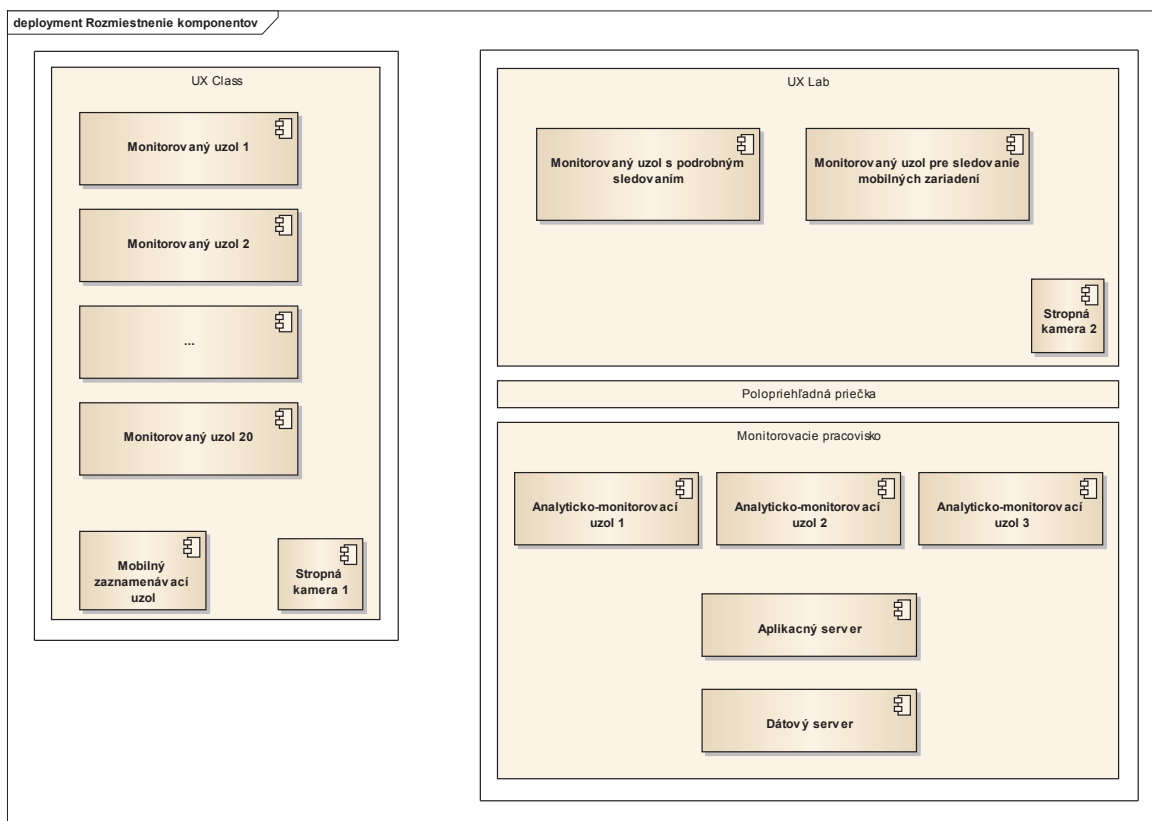 deployment Rozmiestnenie komponentov
UX Class
Monitorovaný uzol 1
Monitorovaný uzol 2
...
Monitorovaný uzol 20
Mobilný
zaznamenávací
uzol
Stropná
kamera 1
UX Lab
Monitorovaný uzol s podrobným
sledovaním
Monitorovaný uzol pre sledovanie
mobilných zariadení
Stropná
kamera 2
Polopriehľadná priečka
Monitorovacie pracovisko
Analyticko-monitorovací
uzol 1
Analyticko-monitorovací
uzol 2
Analyticko-monitorovací
uzol 3
Aplikacný server
Dátový server